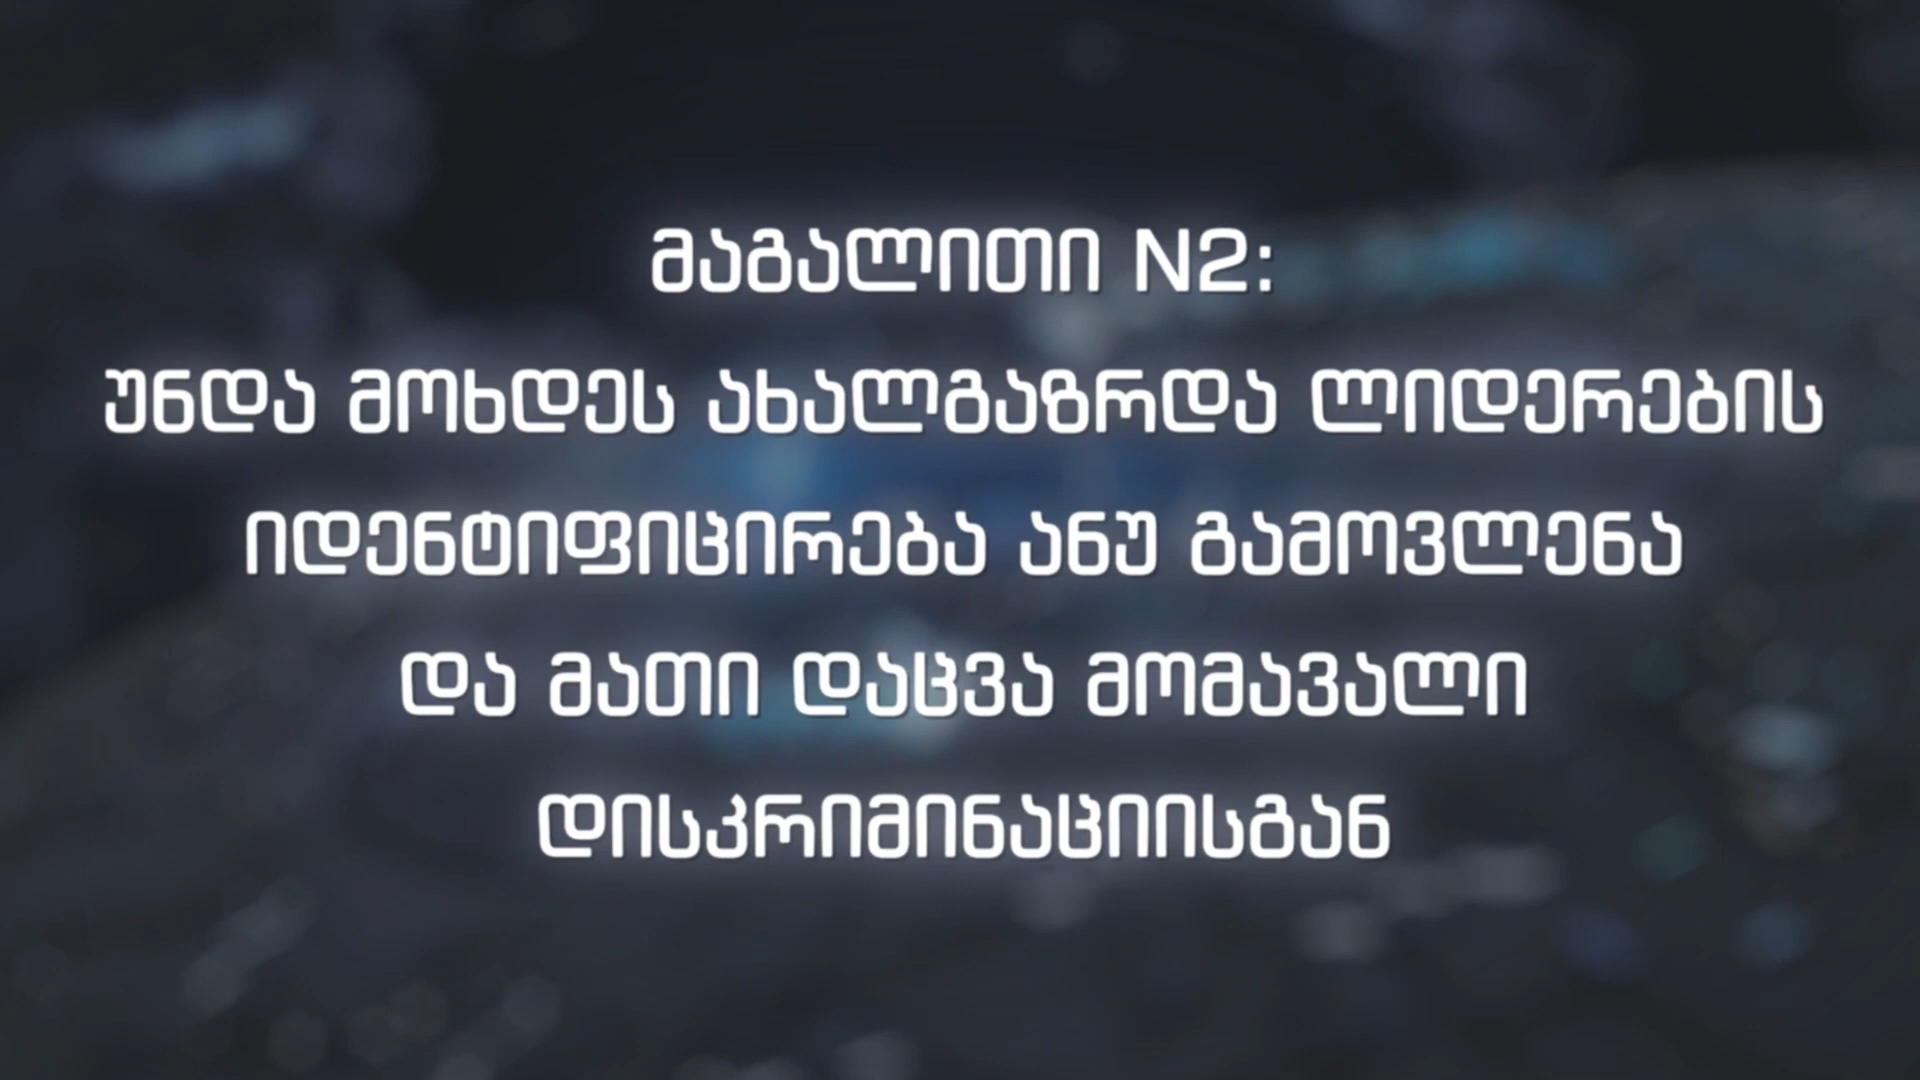 მაგალითი N2:
უნდა მოხდეს ახალგაზრდა ლიდერების
იდენტიფიცირება ანუ გამოვლენა
და მათი დაცვა მომავალი
დისკრიმინაციისგან